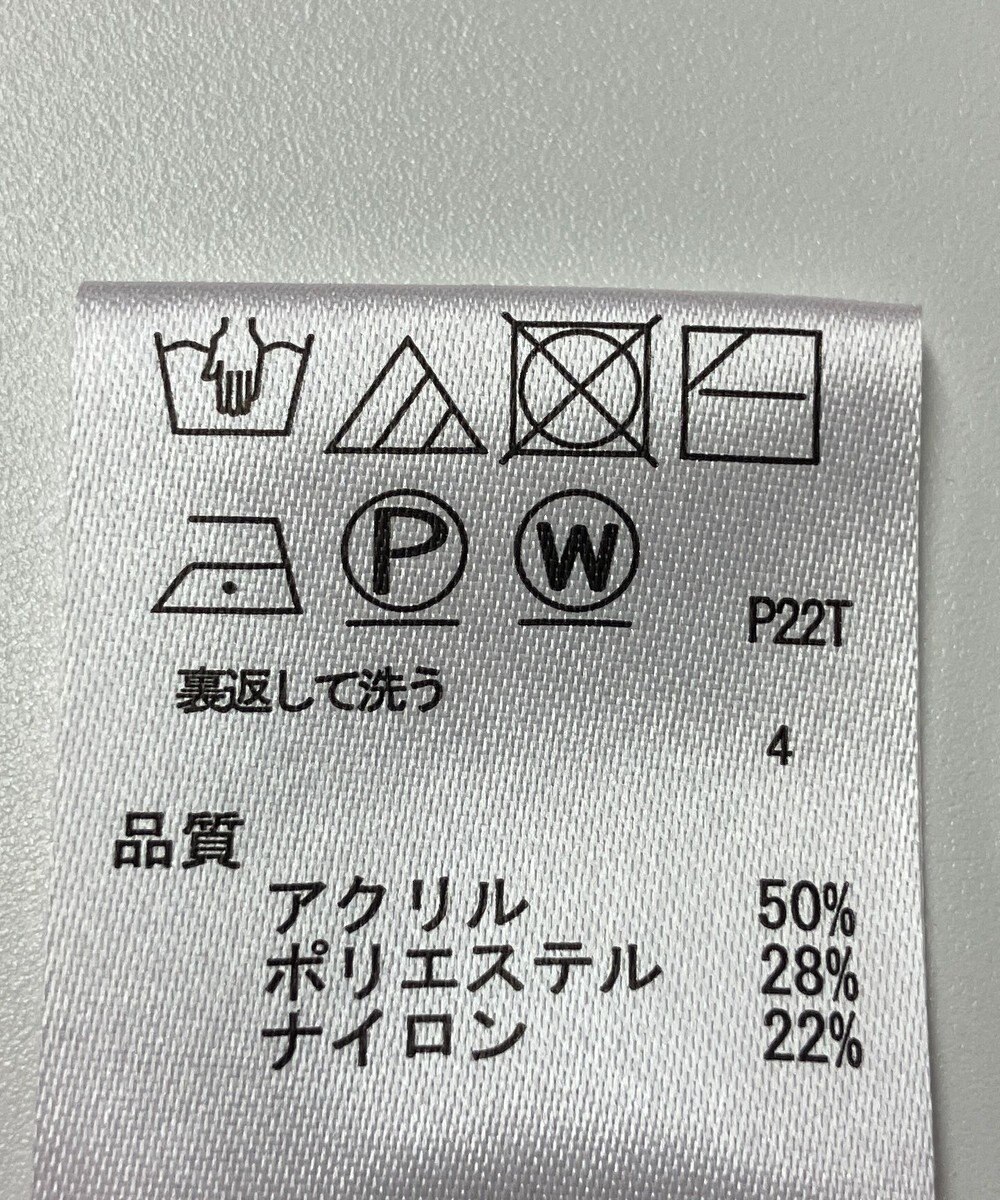 P W
P22T
裏返して洗う
4
品質
アクリル 50%
ポリエステル 28%
ナイロン 22%